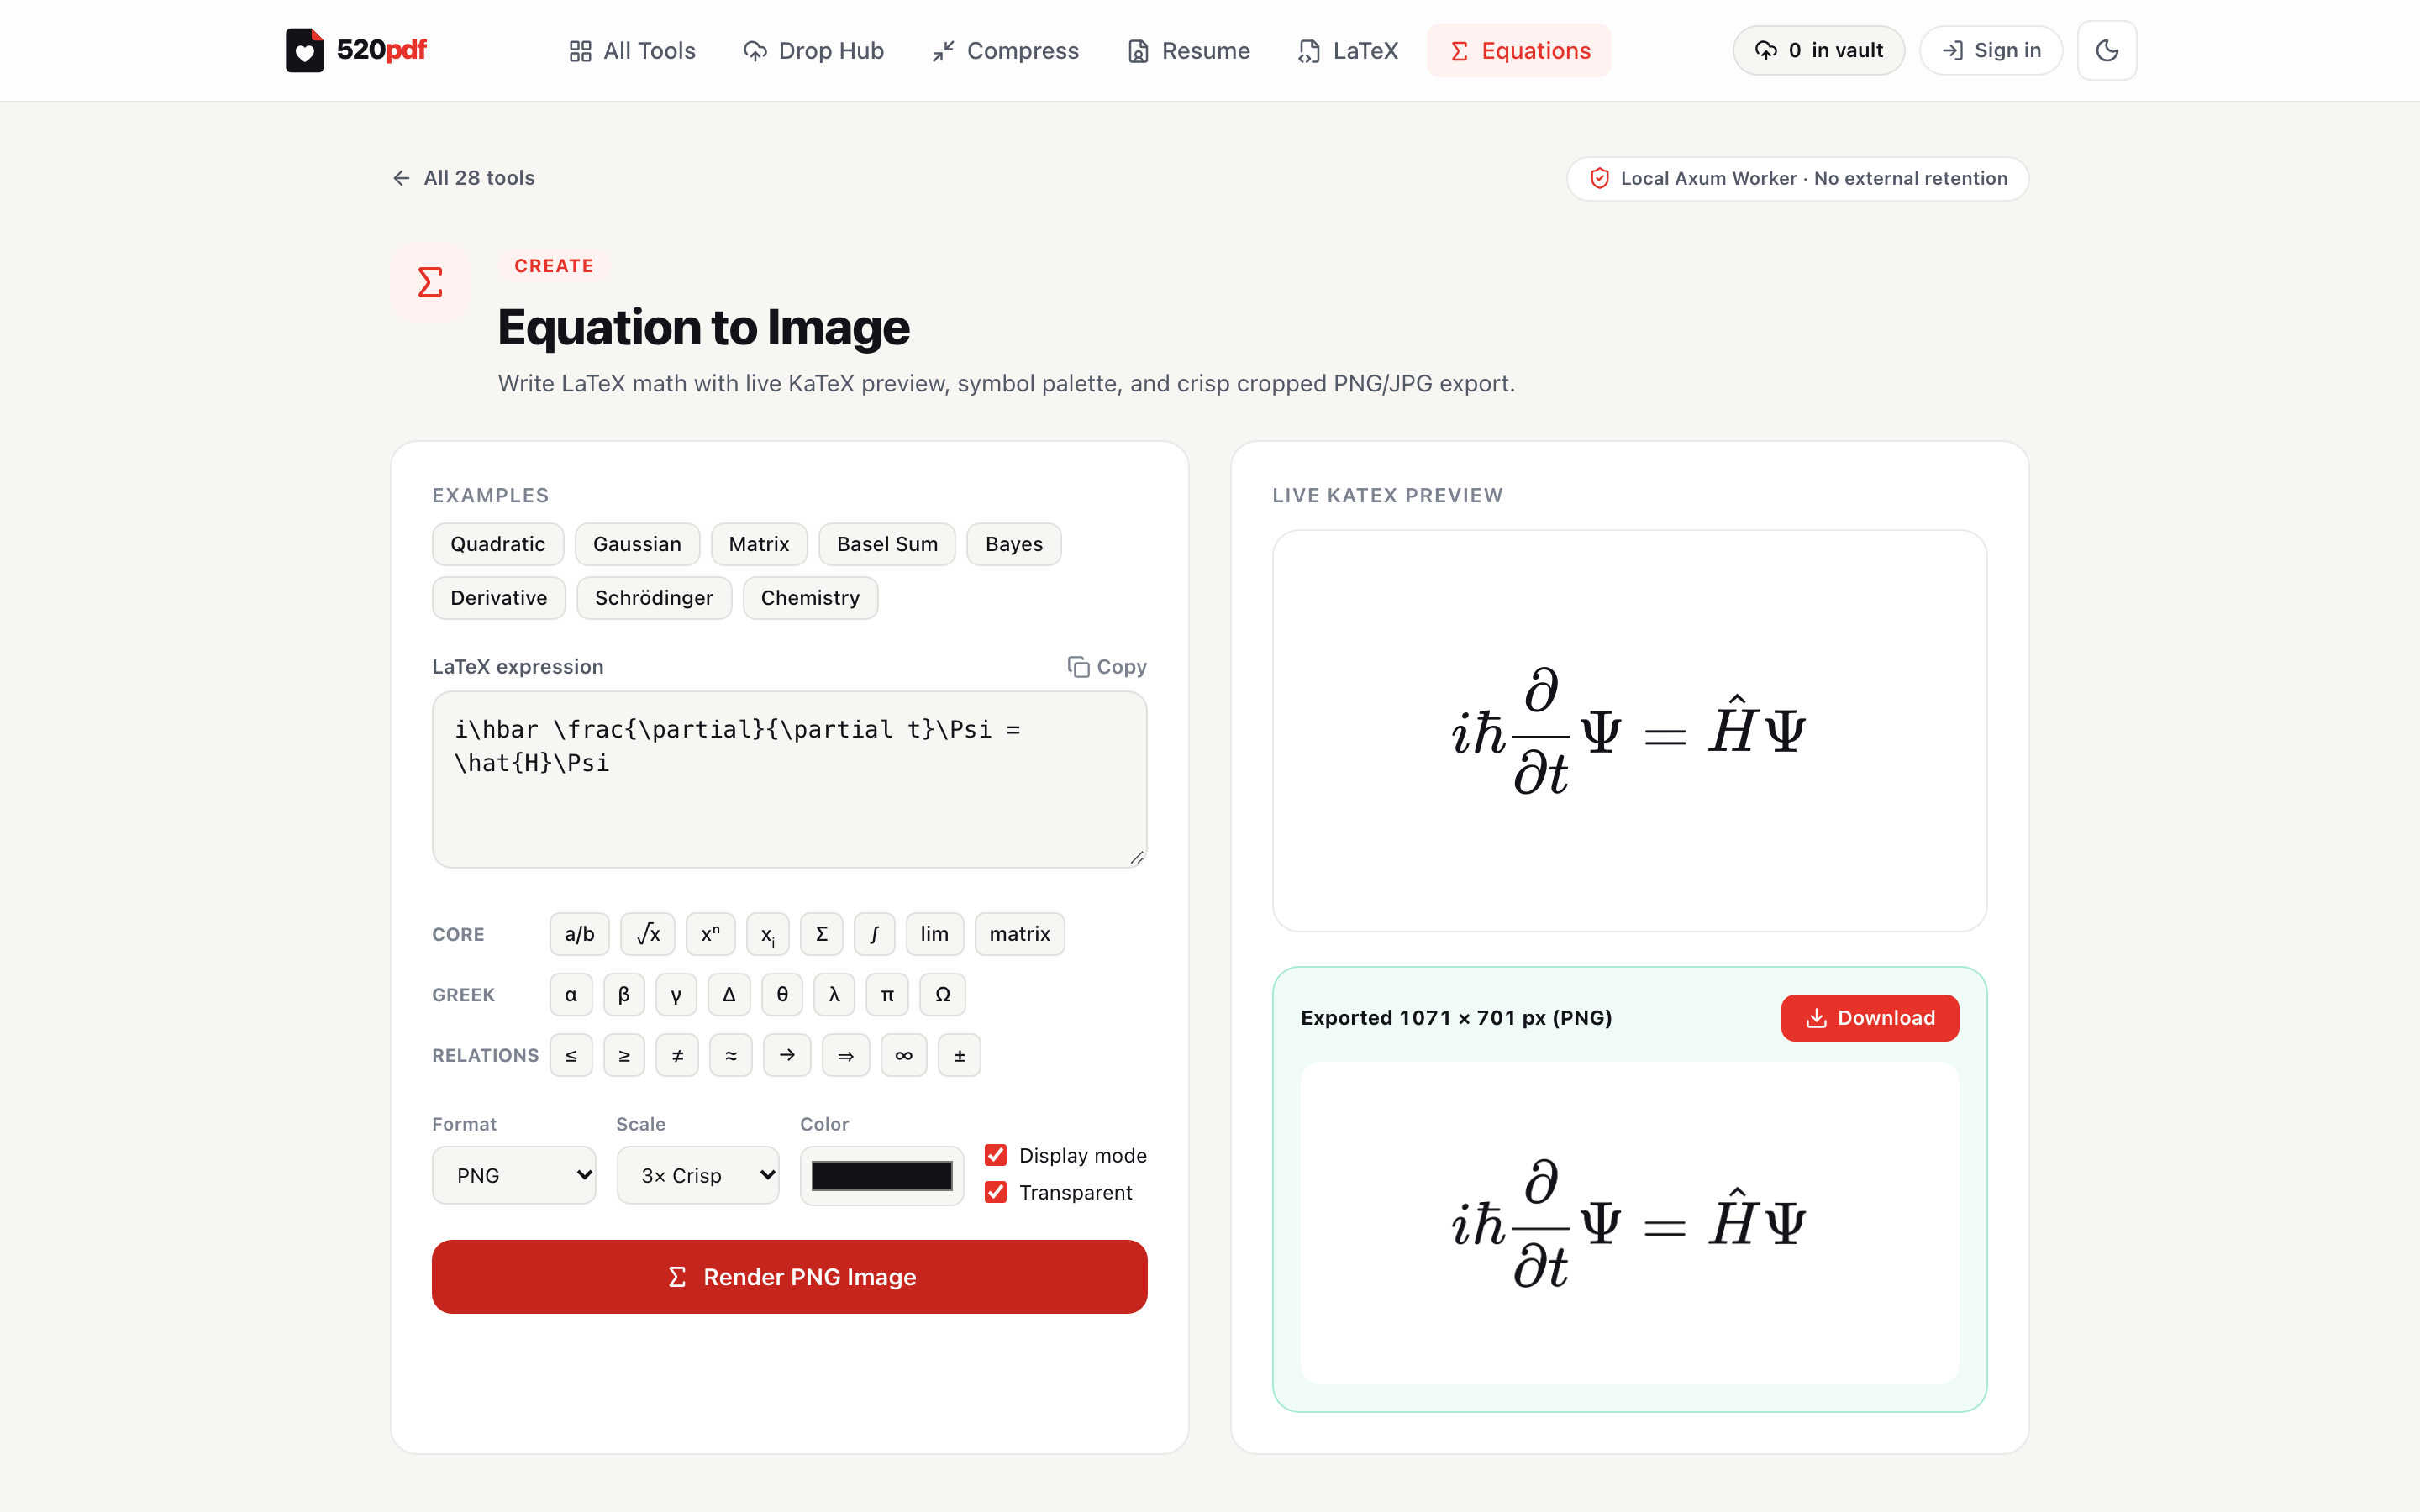 520pdf
All Tools
Drop Hub
Compress
Resume
LaTeX
Σ Equations
0 in vault
Sign in
← All 28 tools
Local Axum Worker · No external retention
Σ
CREATE
Equation to Image
Write LaTeX math with live KaTeX preview, symbol palette, and crisp cropped PNG/JPG export.
EXAMPLES
Quadratic
Gaussian
Matrix
Basel Sum
Bayes
Derivative
Schrödinger
Chemistry
LaTeX expression
Copy
i\hbar \frac{\partial}{\partial t}\Psi =
\hat{H}\Psi
CORE a/b √x xⁿ xᵢ Σ ∫ lim matrix
GREEK α β γ Δ θ λ π Ω
RELATIONS ≤ ≥ ≠ ≈ → ⇒ ∞ ±
Format
Scale
Color
PNG
3× Crisp
Display mode
Transparent
Σ Render PNG Image
LIVE KATEX PREVIEW
iℏ ∂/∂t Ψ = ĤΨ
Exported 1071 × 701 px (PNG)
Download
iℏ ∂/∂t Ψ = ĤΨ